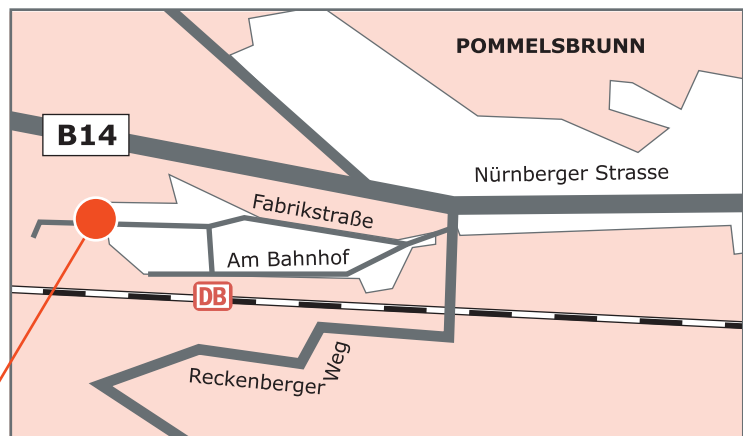 POMMELSBRUNN
B14
Nürnberger Strasse
Fabrikstraße
Am Bahnhof
DB
Reckenberger Weg